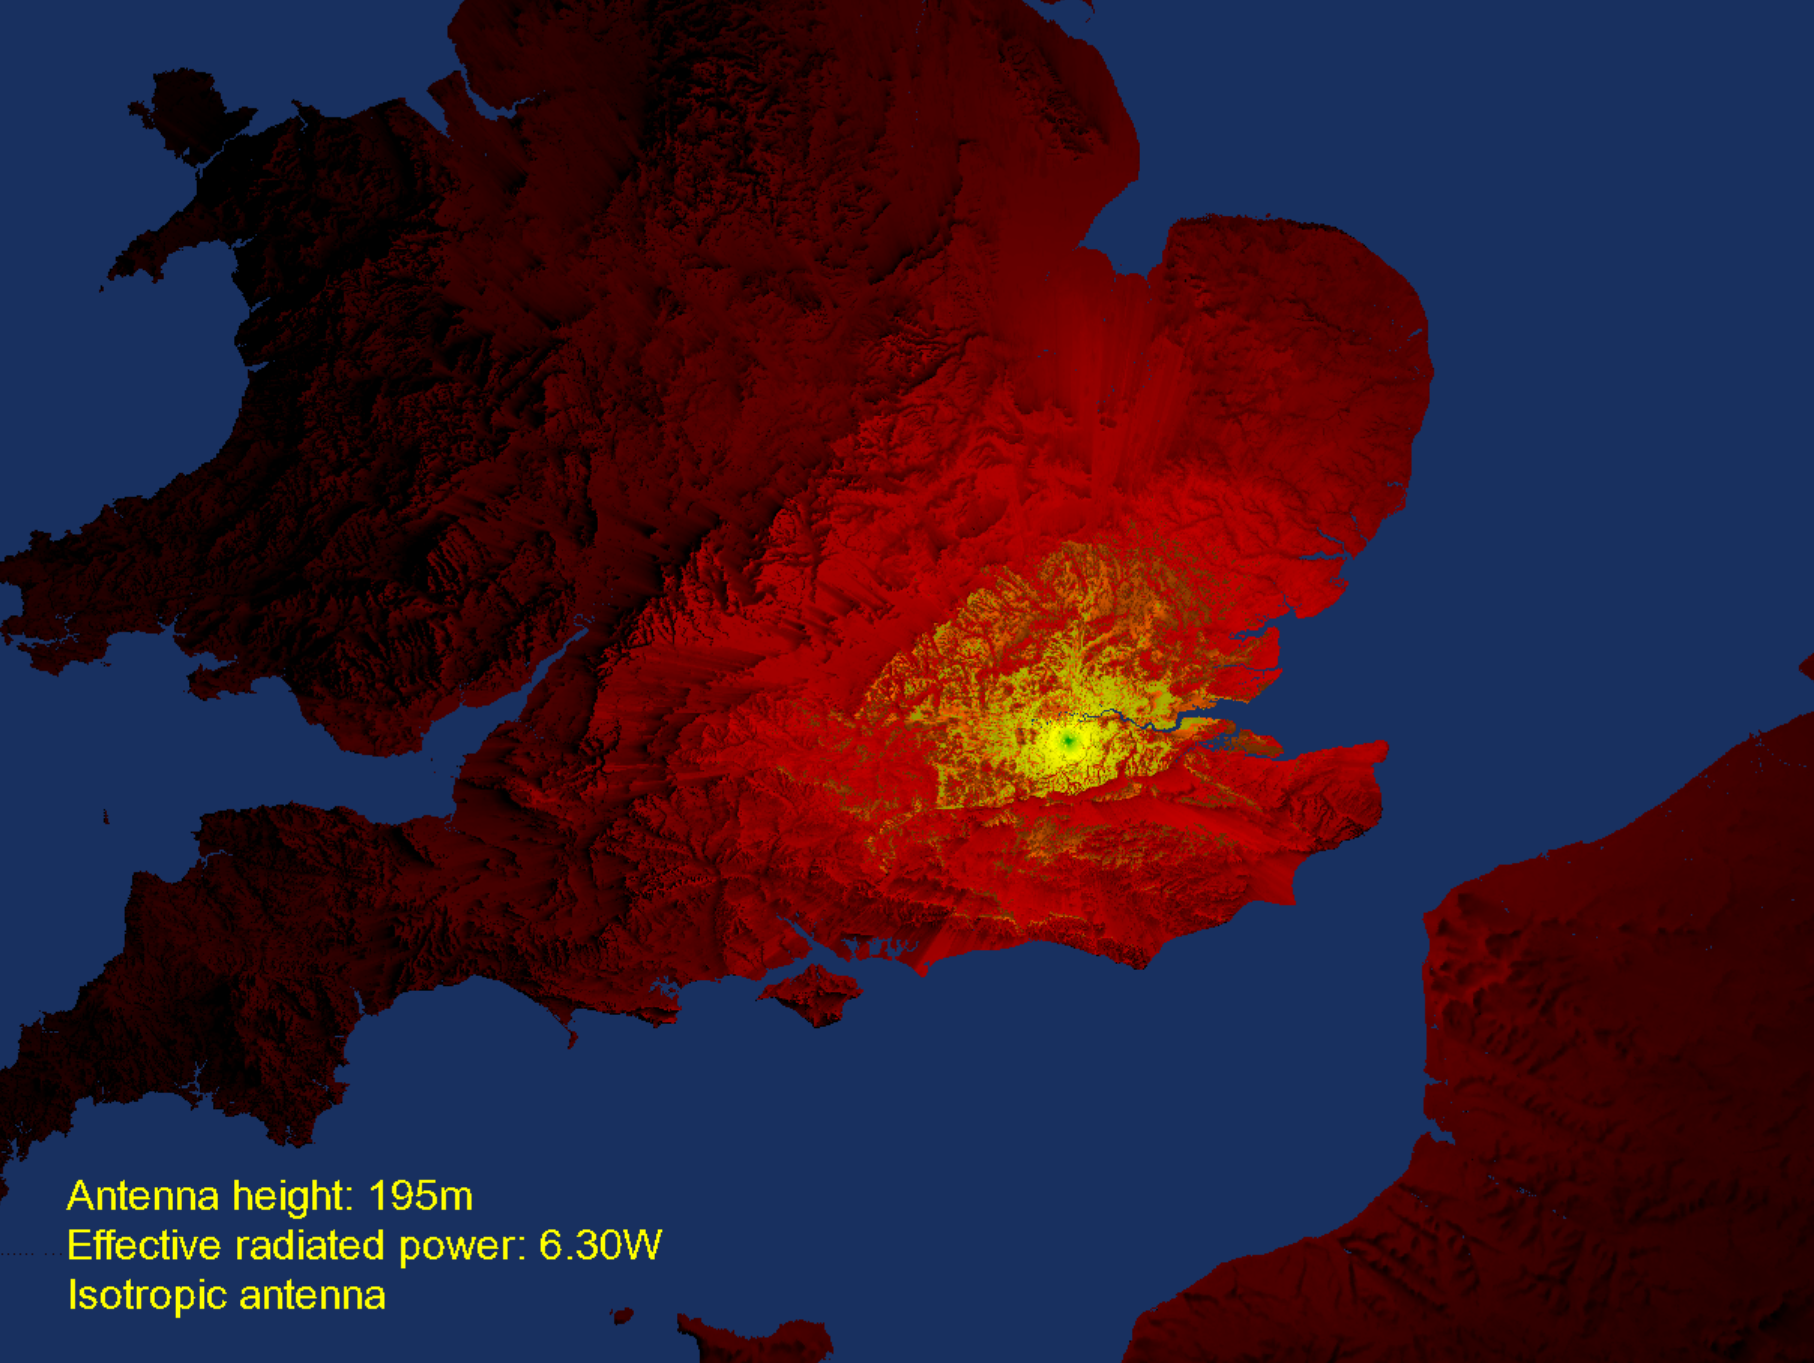 Antenna height: 195m
Effective radiated power: 6.30W
Isotropic antenna